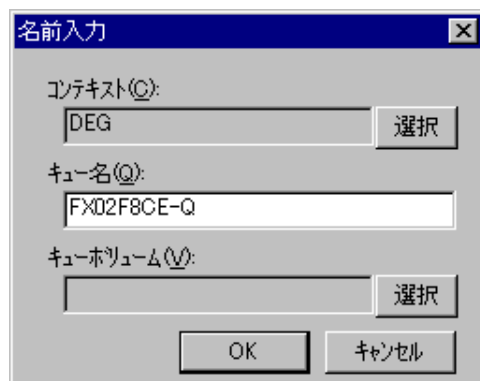 名前入力
コンテキスト(C):
DEG
選択
キュー名(Q):
FX02F8CE-Q
キューボリューム(V):
選択
OK
キャンセル